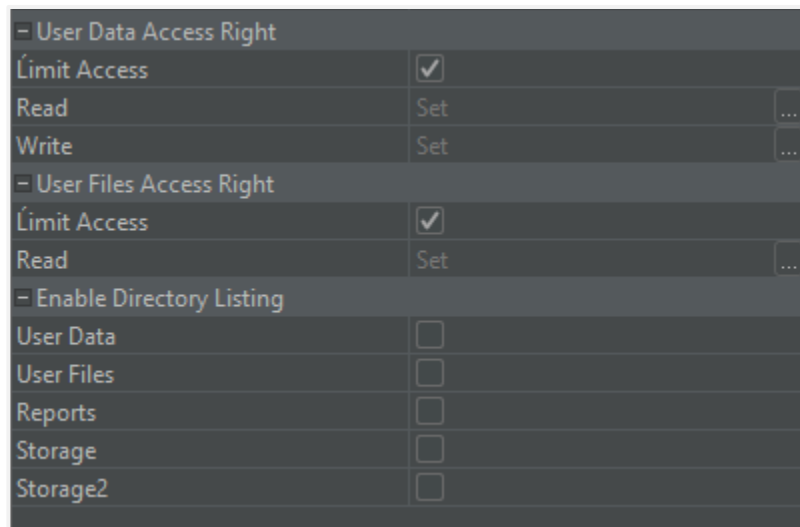 User Data Access Right
Ĺimit Access
Read Set ...
Write Set ...
User Files Access Right
Ĺimit Access
Read Set ...
Enable Directory Listing
User Data
User Files
Reports
Storage
Storage2